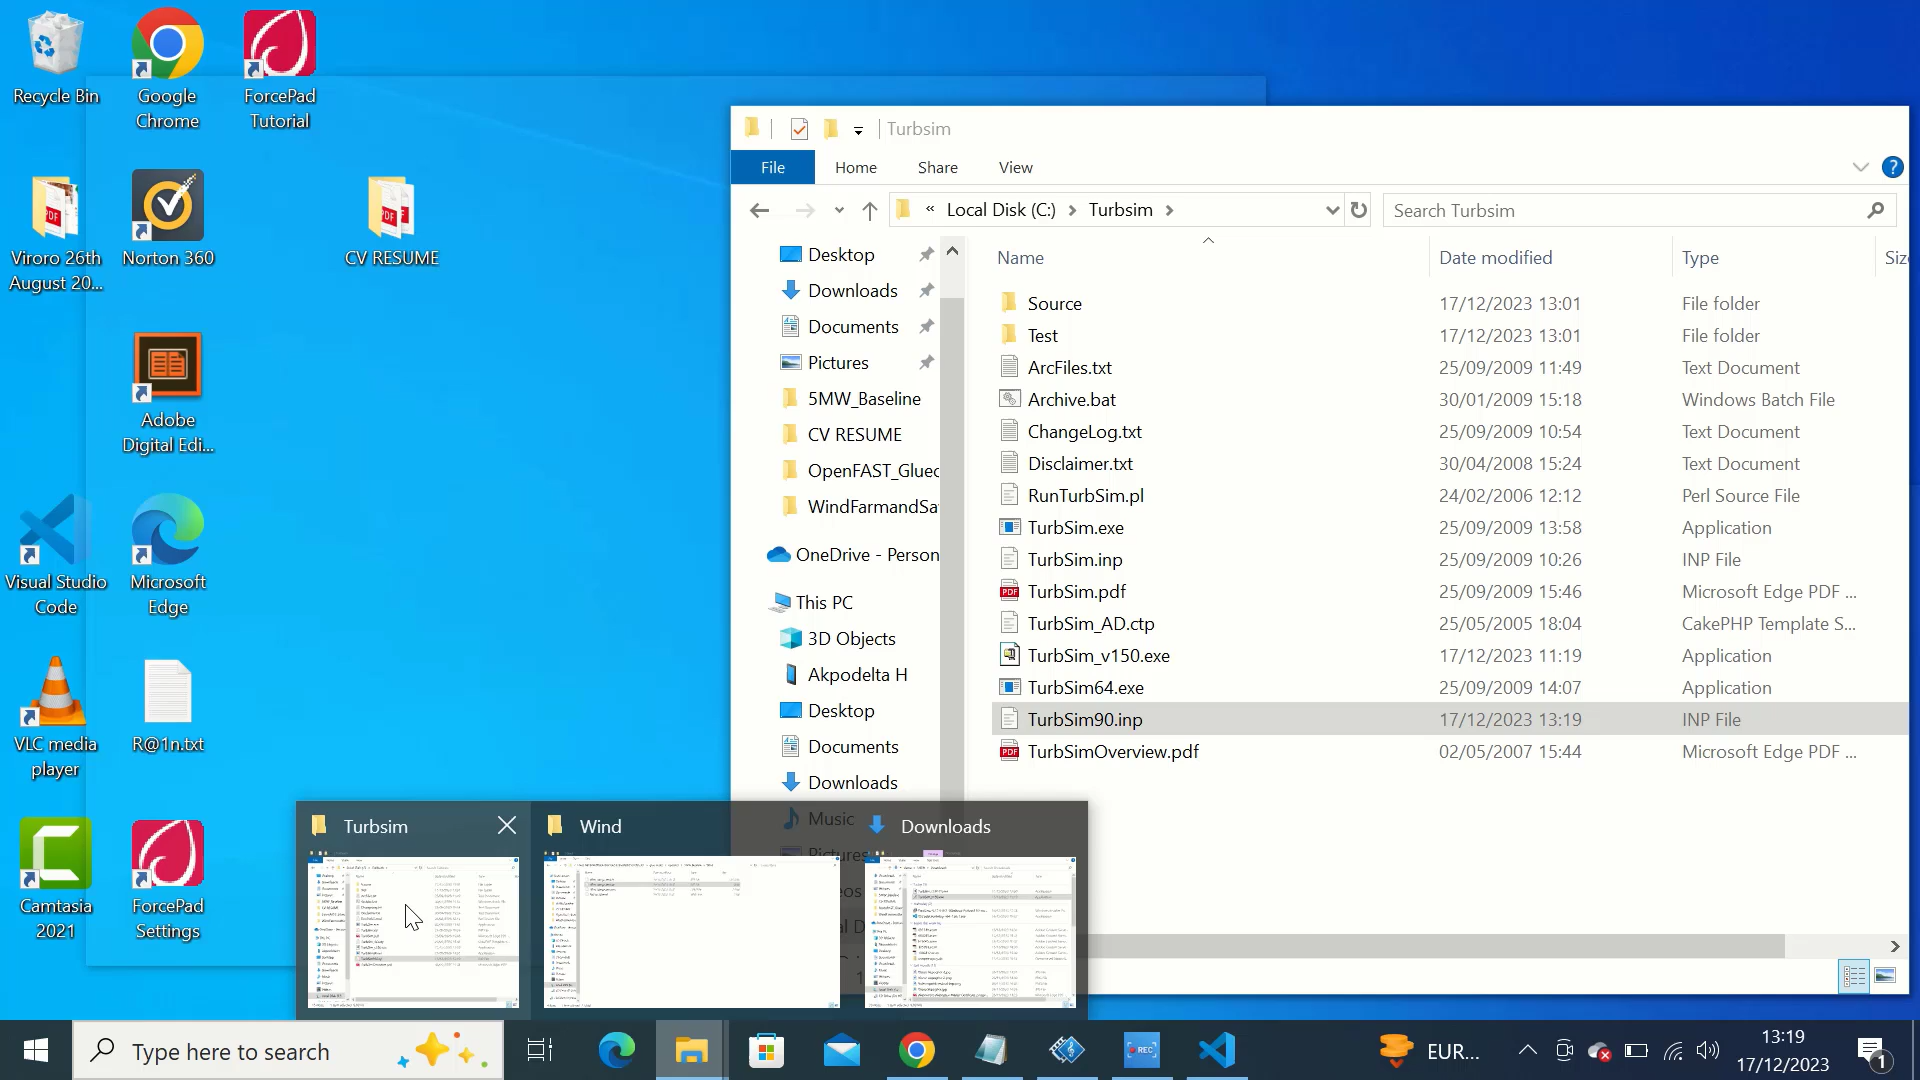 Recycle Bin
Google
Chrome
ForcePad
Tutorial
Viroro 26th
August 20...
Norton 360
CV RESUME
Adobe
Digital Edi...
Visual Studio
Code
Microsoft
Edge
VLC media
player
R@1n.txt
Camtasia
2021
ForcePad
Settings
Turbsim
File
Home
Share
View
Local Disk (C:)
Turbsim
Search Turbsim
Desktop
Downloads
Documents
Pictures
5MW_Baseline
CV RESUME
OpenFAST_Gluec
WindFarmandSa
OneDrive - Person
This PC
3D Objects
Akpodelta H
Desktop
Documents
Downloads
Music
Pictures
Name Date modified Type Siz
Source 17/12/2023 13:01 File folder
Test 17/12/2023 13:01 File folder
ArcFiles.txt 25/09/2009 11:49 Text Document
Archive.bat 30/01/2009 15:18 Windows Batch File
ChangeLog.txt 25/09/2009 10:54 Text Document
Disclaimer.txt 30/04/2008 15:24 Text Document
RunTurbSim.pl 24/02/2006 12:12 Perl Source File
TurbSim.exe 25/09/2009 13:58 Application
TurbSim.inp 25/09/2009 10:26 INP File
TurbSim.pdf 25/09/2009 15:46 Microsoft Edge PDF ...
TurbSim_AD.ctp 25/05/2005 18:04 CakePHP Template S...
TurbSim_v150.exe 17/12/2023 11:19 Application
TurbSim64.exe 25/09/2009 14:07 Application
TurbSim90.inp 17/12/2023 13:19 INP File
TurbSimOverview.pdf 02/05/2007 15:44 Microsoft Edge PDF ...
Turbsim
Wind
Downloads
Type here to search
REC
EUR...
13:19
17/12/2023
1